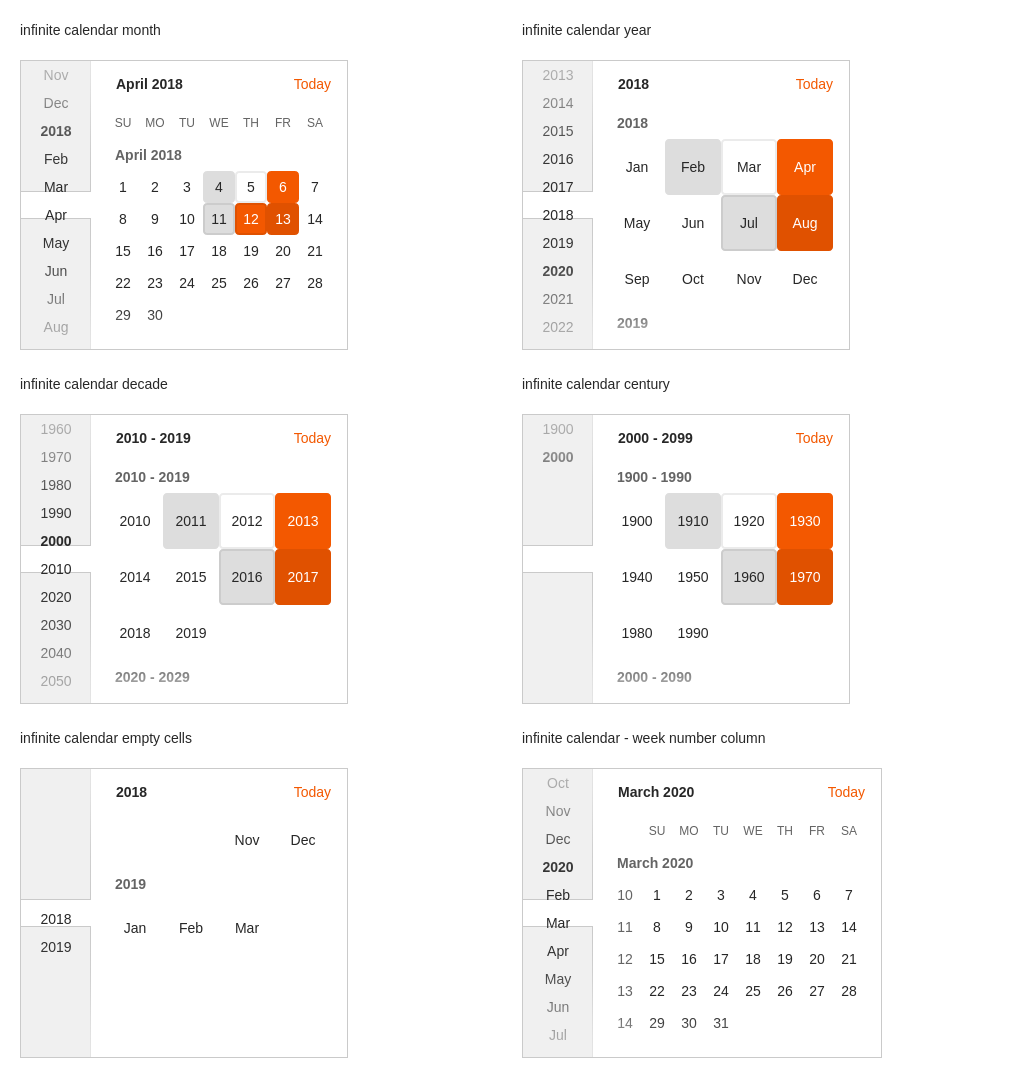 infinite calendar month
Nov
Dec
2018
Feb
Mar
Apr
May
Jun
Jul
Aug
April 2018 Today
SU MO TU WE TH FR SA
April 2018
1 2 3 4 5 6 7
8 9 10 11 12 13 14
15 16 17 18 19 20 21
22 23 24 25 26 27 28
29 30
infinite calendar year
2013
2014
2015
2016
2017
2018
2019
2020
2021
2022
2018 Today
2018
Jan Feb Mar Apr
May Jun Jul Aug
Sep Oct Nov Dec
2019
infinite calendar decade
1960
1970
1980
1990
2000
2010
2020
2030
2040
2050
2010 - 2019 Today
2010 - 2019
2010 2011 2012 2013
2014 2015 2016 2017
2018 2019
2020 - 2029
infinite calendar century
1900
2000
2000 - 2099 Today
1900 - 1990
1900 1910 1920 1930
1940 1950 1960 1970
1980 1990
2000 - 2090
infinite calendar empty cells
2018
2019
2018 Today
Nov Dec
2019
Jan Feb Mar
infinite calendar - week number column
Oct
Nov
Dec
2020
Feb
Mar
Apr
May
Jun
Jul
March 2020 Today
SU MO TU WE TH FR SA
March 2020
10 1 2 3 4 5 6 7
11 8 9 10 11 12 13 14
12 15 16 17 18 19 20 21
13 22 23 24 25 26 27 28
14 29 30 31